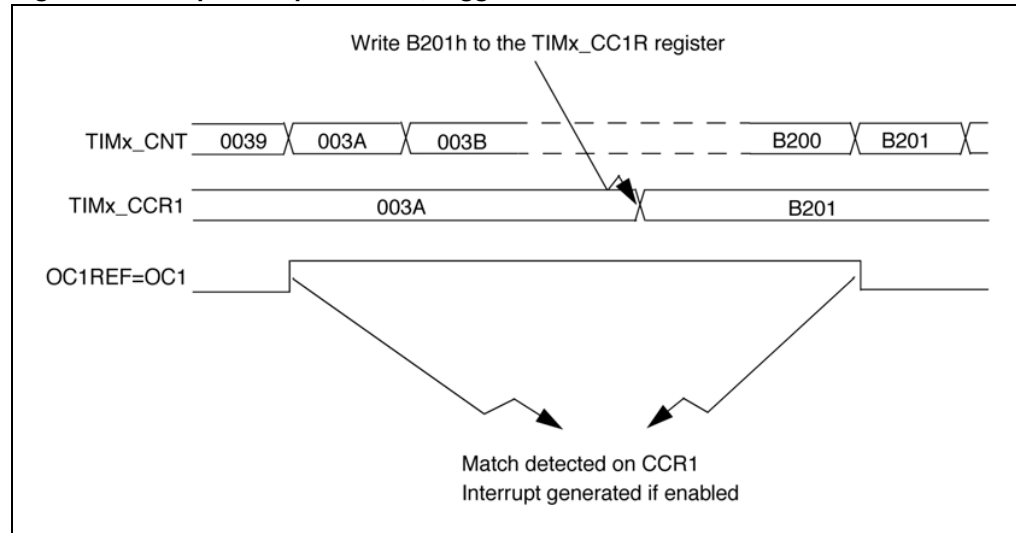 Write B201h to the TIMx_CC1R register
TIMx_CNT 0039 003A 003B B200 B201
TIMx_CCR1 003A B201
OC1REF=OC1
Match detected on CCR1
Interrupt generated if enabled